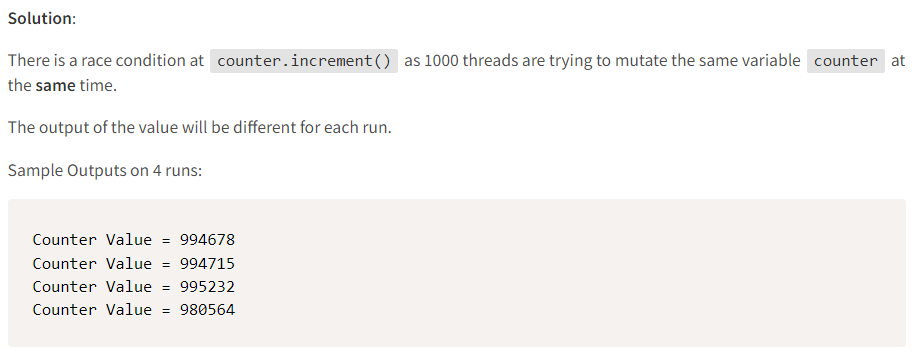 Solution:
There is a race condition at counter.increment() as 1000 threads are trying to mutate the same variable counter at
the same time.
The output of the value will be different for each run.
Sample Outputs on 4 runs:
Counter Value = 994678
Counter Value = 994715
Counter Value = 995232
Counter Value = 980564